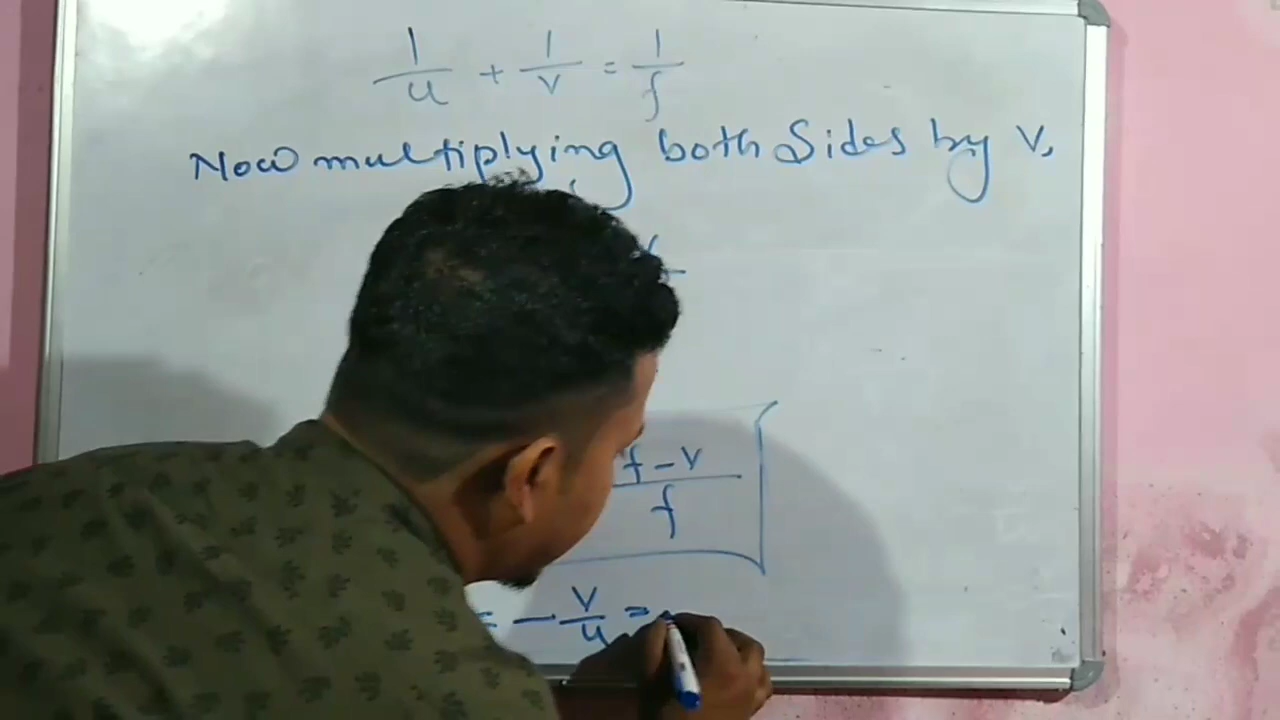 1/u + 1/v = 1/f
Now multiplying both Sides by v,
f - v / f
= - v/u =